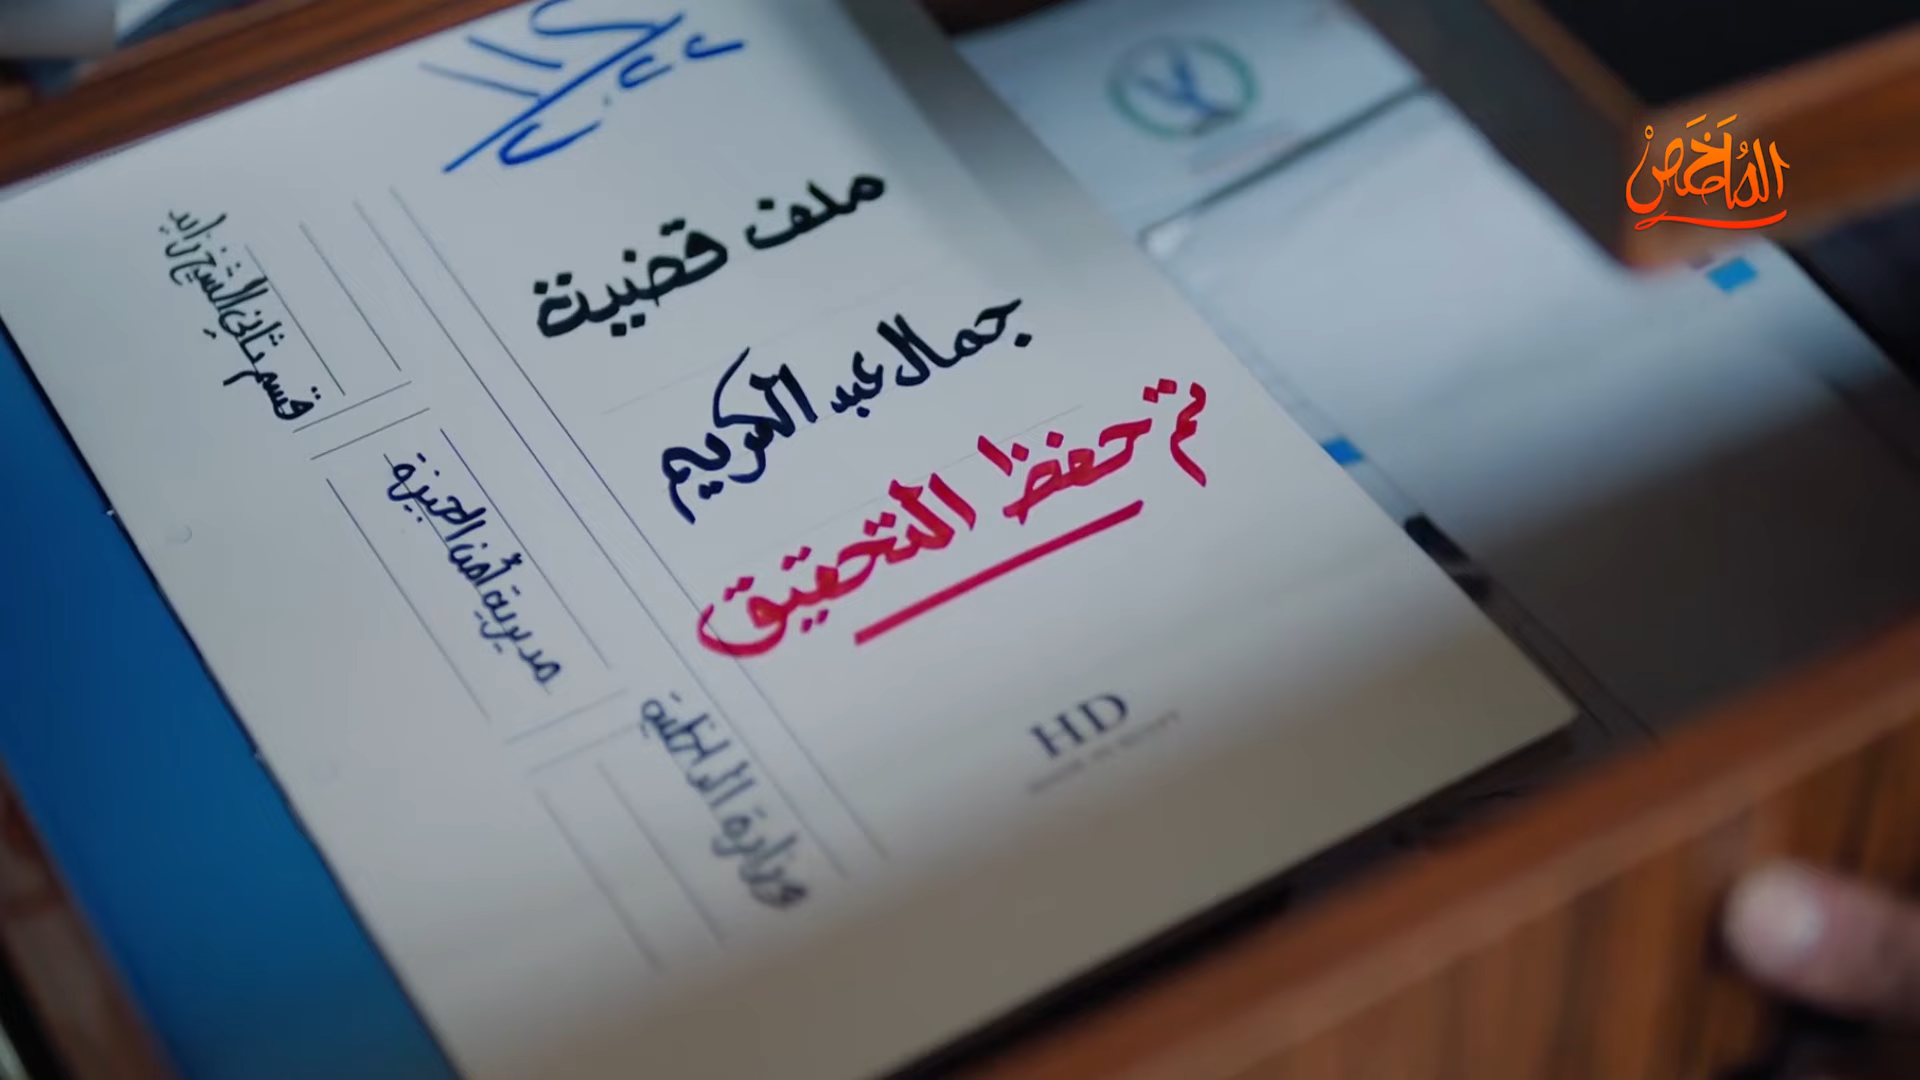 الملخص
ملف قضية
جمال عبد الكريم
تم حفظ التحقيق
HD
وزارة الداخلية
مديرية أمن الجيزة
قسم ثاني الشيخ زايد